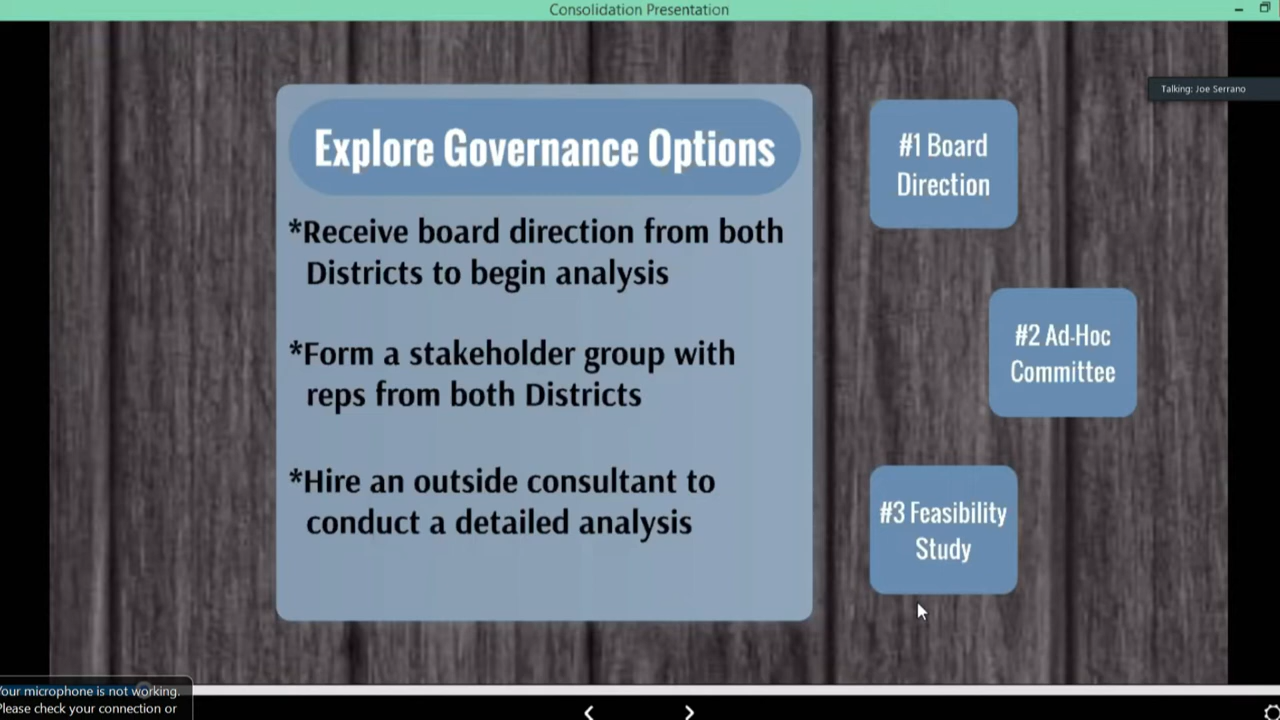 Consolidation Presentation
Talking: Joe Serrano
Explore Governance Options
*Receive board direction from both
Districts to begin analysis
*Form a stakeholder group with
reps from both Districts
*Hire an outside consultant to
conduct a detailed analysis
#1 Board
Direction
#2 Ad-Hoc
Committee
#3 Feasibility
Study
Your microphone is not working.
Please check your connection or